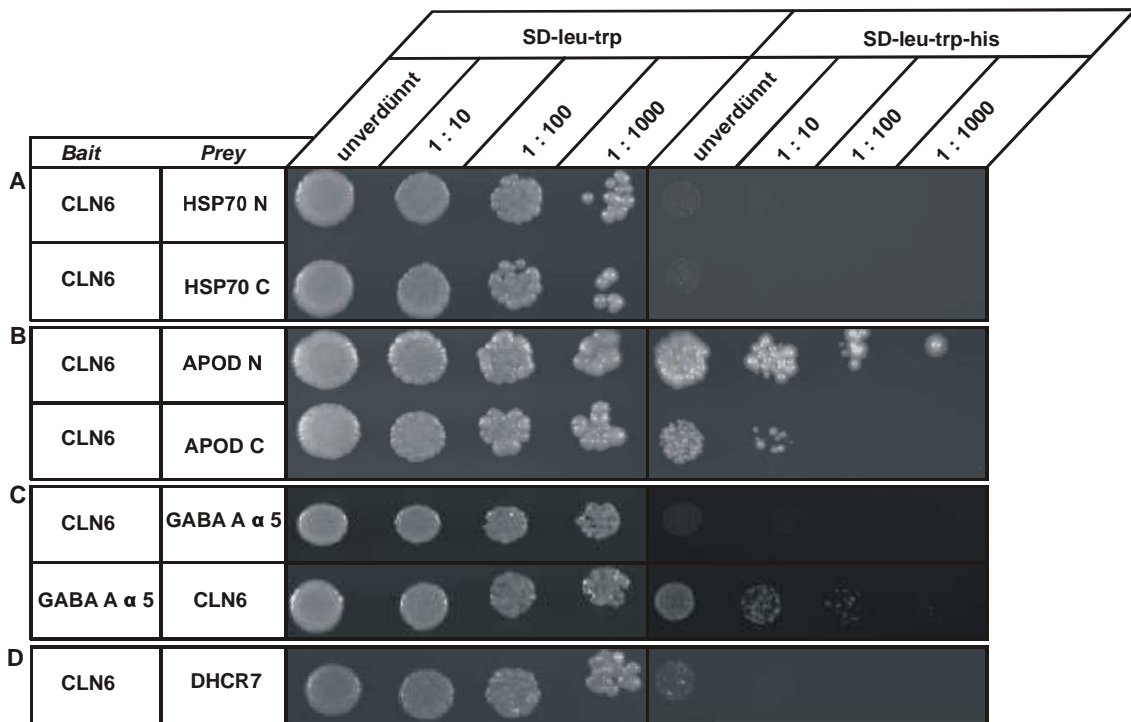 SD-leu-trp SD-leu-trp-his
unverdünnt 1 : 10 1 : 100 1 : 1000 unverdünnt 1 : 10 1 : 100 1 : 1000
Bait Prey
A CLN6 HSP70 N
CLN6 HSP70 C
B CLN6 APOD N
CLN6 APOD C
C CLN6 GABA A α 5
GABA A α 5 CLN6
D CLN6 DHCR7